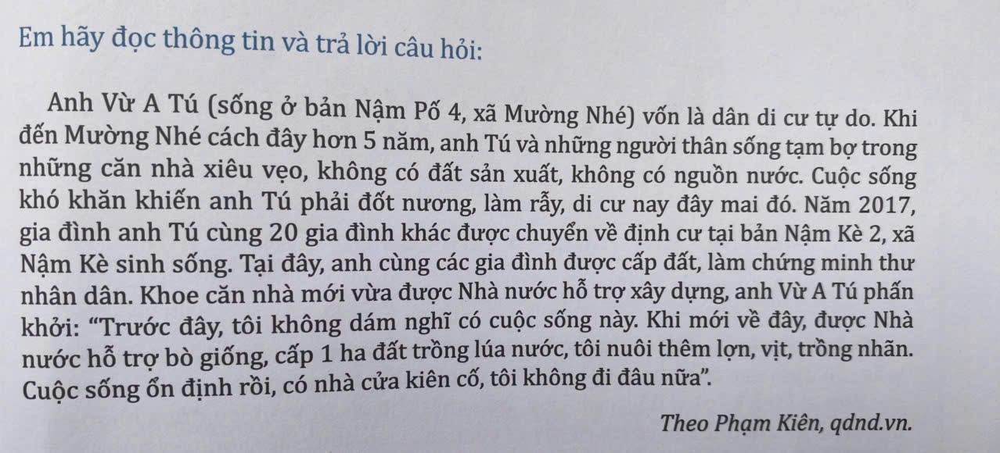 Em hãy đọc thông tin và trả lời câu hỏi:
Anh Vừ A Tú (sống ở bản Nậm Pố 4, xã Mường Nhé) vốn là dân di cư tự do. Khi
đến Mường Nhé cách đây hơn 5 năm, anh Tú và những người thân sống tạm bợ trong
những căn nhà xiêu vẹo, không có đất sản xuất, không có nguồn nước. Cuộc sống
khó khăn khiến anh Tú phải đốt nương, làm rẫy, di cư nay đây mai đó. Năm 2017,
gia đình anh Tú cùng 20 gia đình khác được chuyển về định cư tại bản Nậm Kè 2, xã
Nậm Kè sinh sống. Tại đây, anh cùng các gia đình được cấp đất, làm chứng minh thư
nhân dân. Khoe căn nhà mới vừa được Nhà nước hỗ trợ xây dựng, anh Vừ A Tú phấn
khởi: “Trước đây, tôi không dám nghĩ có cuộc sống này. Khi mới về đây, được Nhà
nước hỗ trợ bò giống, cấp 1 ha đất trồng lúa nước, tôi nuôi thêm lợn, vịt, trồng nhãn.
Cuộc sống ổn định rồi, có nhà cửa kiên cố, tôi không đi đâu nữa”.
Theo Phạm Kiên, qdnd.vn.